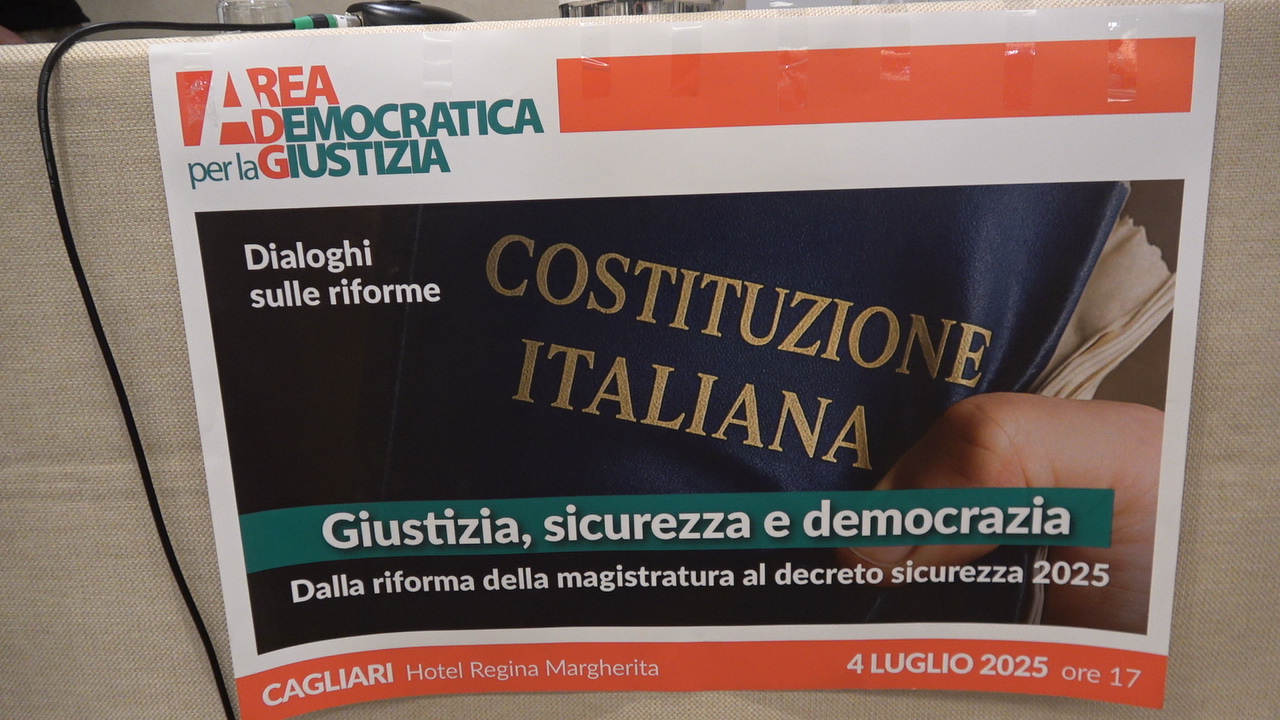 AREA
DEMOCRATICA
per la GIUSTIZIA
Dialoghi
sulle riforme
COSTITUZIONE
ITALIANA
Giustizia, sicurezza e democrazia
Dalla riforma della magistratura al decreto sicurezza 2025
CAGLIARI Hotel Regina Margherita 4 LUGLIO 2025 ore 17